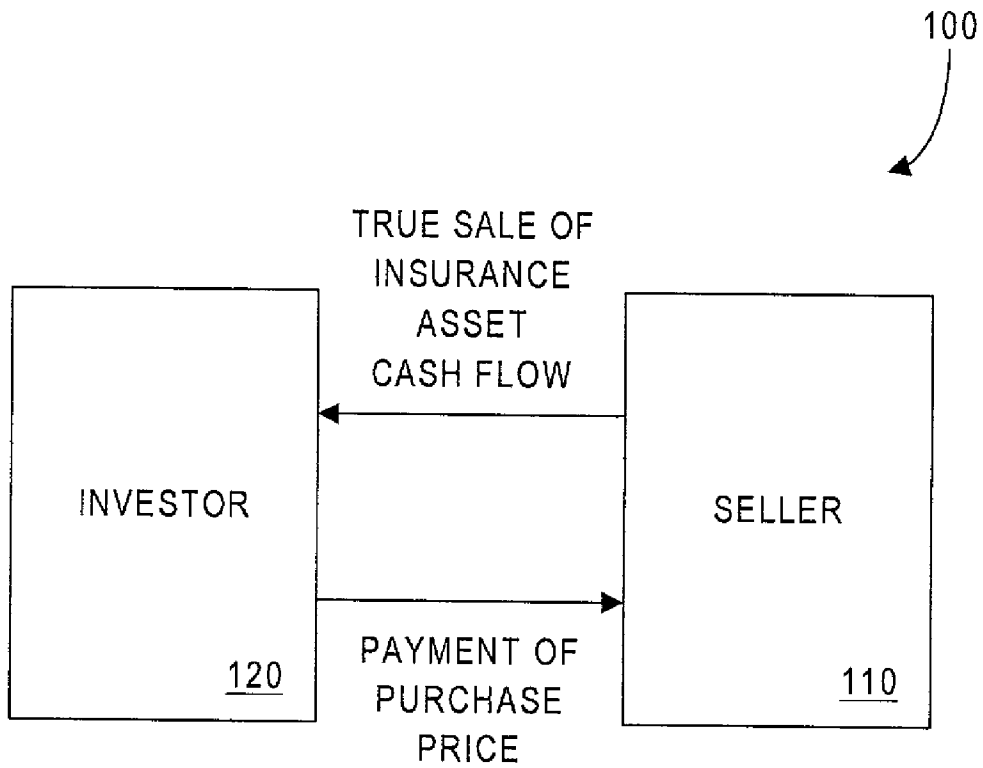 100
TRUE SALE OF
INSURANCE
ASSET
CASH FLOW
INVESTOR
SELLER
120
PAYMENT OF
PURCHASE
PRICE
110